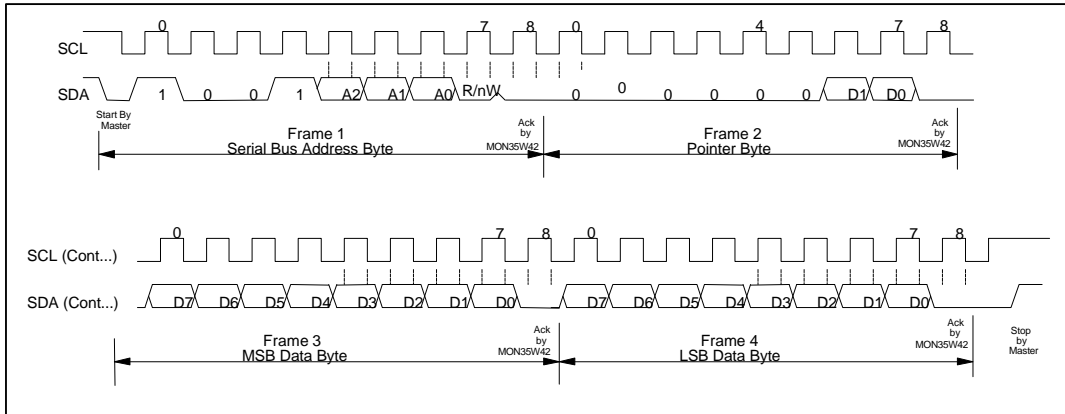 0 7 8 0 4 7 8
SCL
SDA
1 0 0 1 A2 A1 A0 R/nW 0 0 0 0 0 0 D1 D0
Start By
Master
Frame 1
Serial Bus Address Byte
Ack
by
MON35W42
Frame 2
Pointer Byte
Ack
by
MON35W42
0 7 8 0 7 8
SCL (Cont...)
SDA (Cont...)
D7 D6 D5 D4 D3 D2 D1 D0 D7 D6 D5 D4 D3 D2 D1 D0
Frame 3
MSB Data Byte
Ack
by
MON35W42
Frame 4
LSB Data Byte
Ack
by
MON35W42
Stop
by
Master